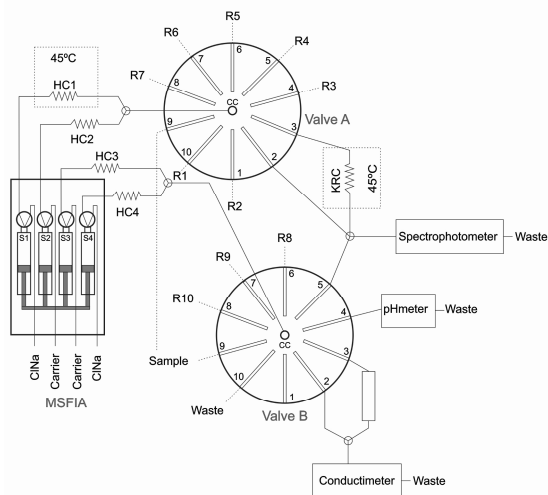 R5
R6
R4
45ºC
6
7
5
HC1
R7
8
4
R3
CC
Valve A
9
3
HC2
10
2
HC3
1
KRC
45ºC
R1
HC4
R2
R8
Spectrophotometer
Waste
S1
S2
S3
S4
R9
6
7
5
R10
8
4
pHmeter
Waste
CC
ClNa
Carrier
Carrier
ClNa
Sample
9
3
10
2
1
MSFIA
Waste
Valve B
Conductimeter
Waste